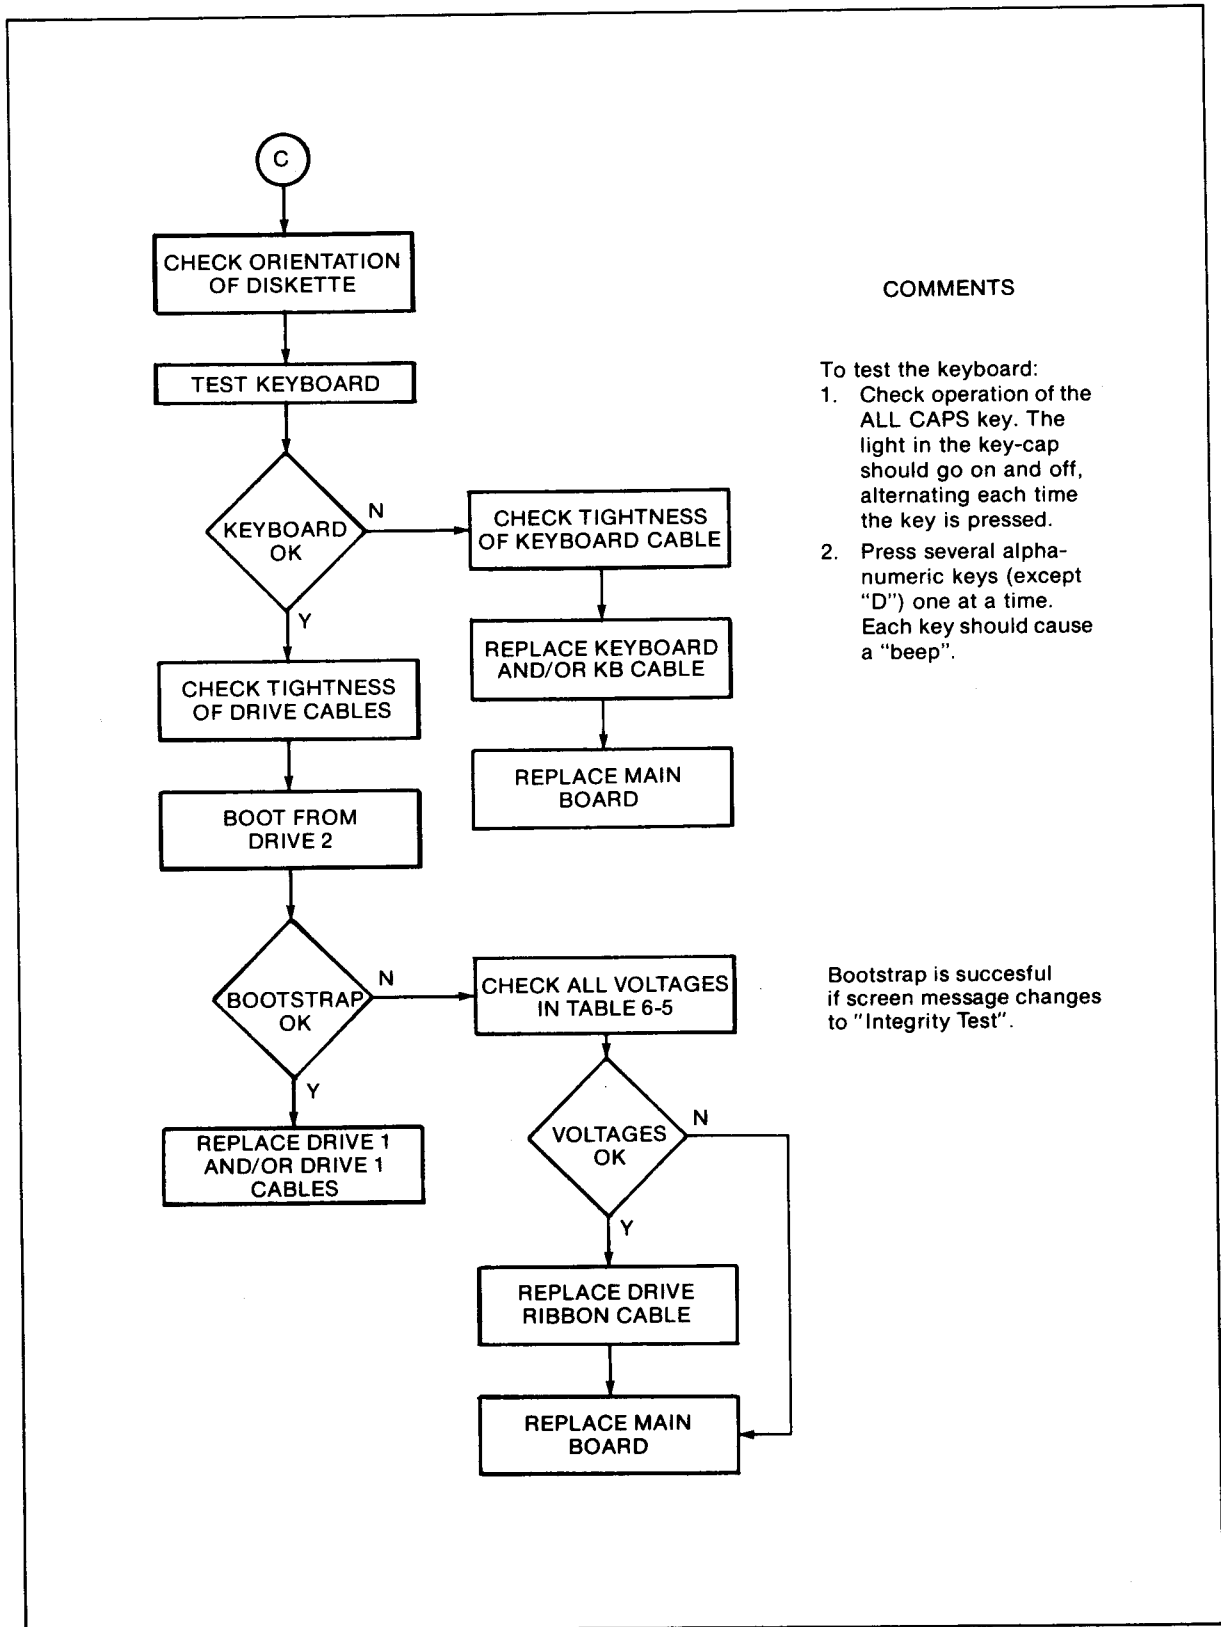 C
CHECK ORIENTATION
OF DISKETTE
TEST KEYBOARD
KEYBOARD
OK
N
Y
CHECK TIGHTNESS
OF KEYBOARD CABLE
REPLACE KEYBOARD
AND/OR KB CABLE
REPLACE MAIN
BOARD
CHECK TIGHTNESS
OF DRIVE CABLES
BOOT FROM
DRIVE 2
BOOTSTRAP
OK
N
Y
CHECK ALL VOLTAGES
IN TABLE 6-5
VOLTAGES
OK
N
Y
REPLACE DRIVE 1
AND/OR DRIVE 1
CABLES
REPLACE DRIVE
RIBBON CABLE
REPLACE MAIN
BOARD
COMMENTS
To test the keyboard:
1. Check operation of the
ALL CAPS key. The
light in the key-cap
should go on and off,
alternating each time
the key is pressed.
2. Press several alpha-
numeric keys (except
"D") one at a time.
Each key should cause
a "beep".
Bootstrap is succesful
if screen message changes
to "Integrity Test".